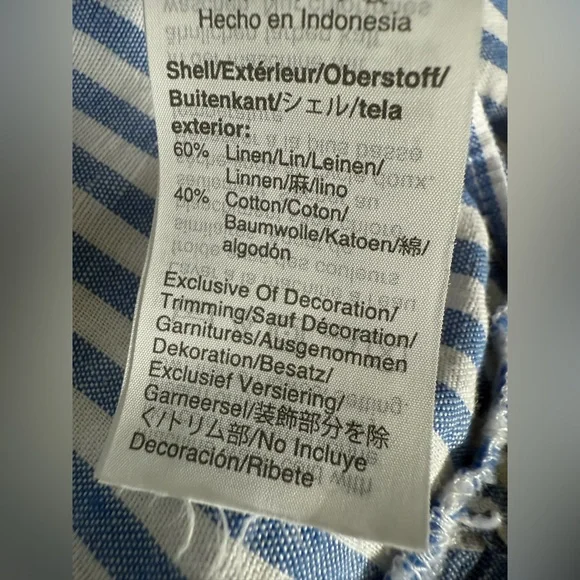 Hecho en Indonesia
Shell/Extérieur/Oberstoff/
Buitenkant/シェル/tela
exterior:
60% Linen/Lin/Leinen/
Linnen/麻/lino
40% Cotton/Coton/
Baumwolle/Katoen/綿/
algodón
Exclusive Of Decoration/
Trimming/Sauf Décoration/
Garnitures/Ausgenommen
Dekoration/Besatz/
Exclusief Versiering/
Garneersel/装飾部分を除
く/トリム部/No Incluye
Decoración/Ribete